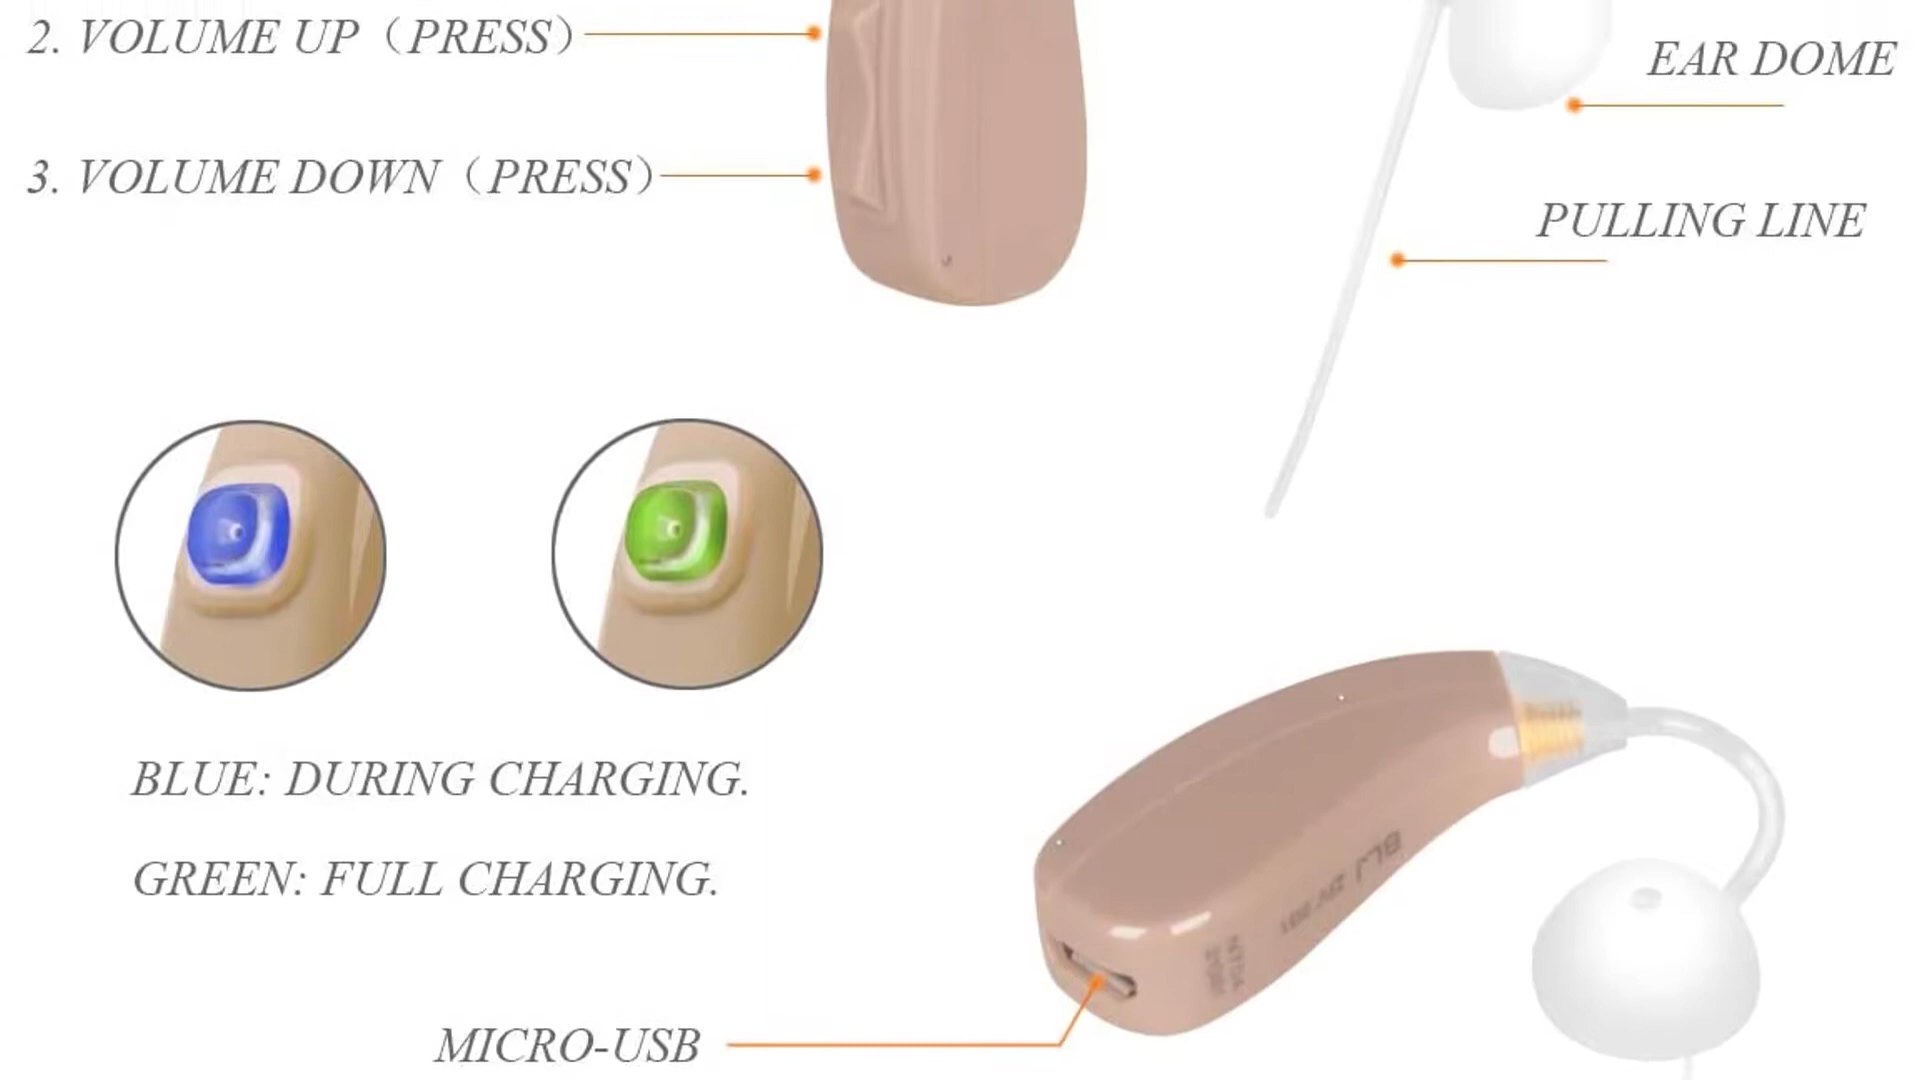 2. VOLUME UP（PRESS）
EAR DOME
3. VOLUME DOWN（PRESS）
PULLING LINE
BLUE: DURING CHARGING.
GREEN: FULL CHARGING.
BLJ
MICRO-USB